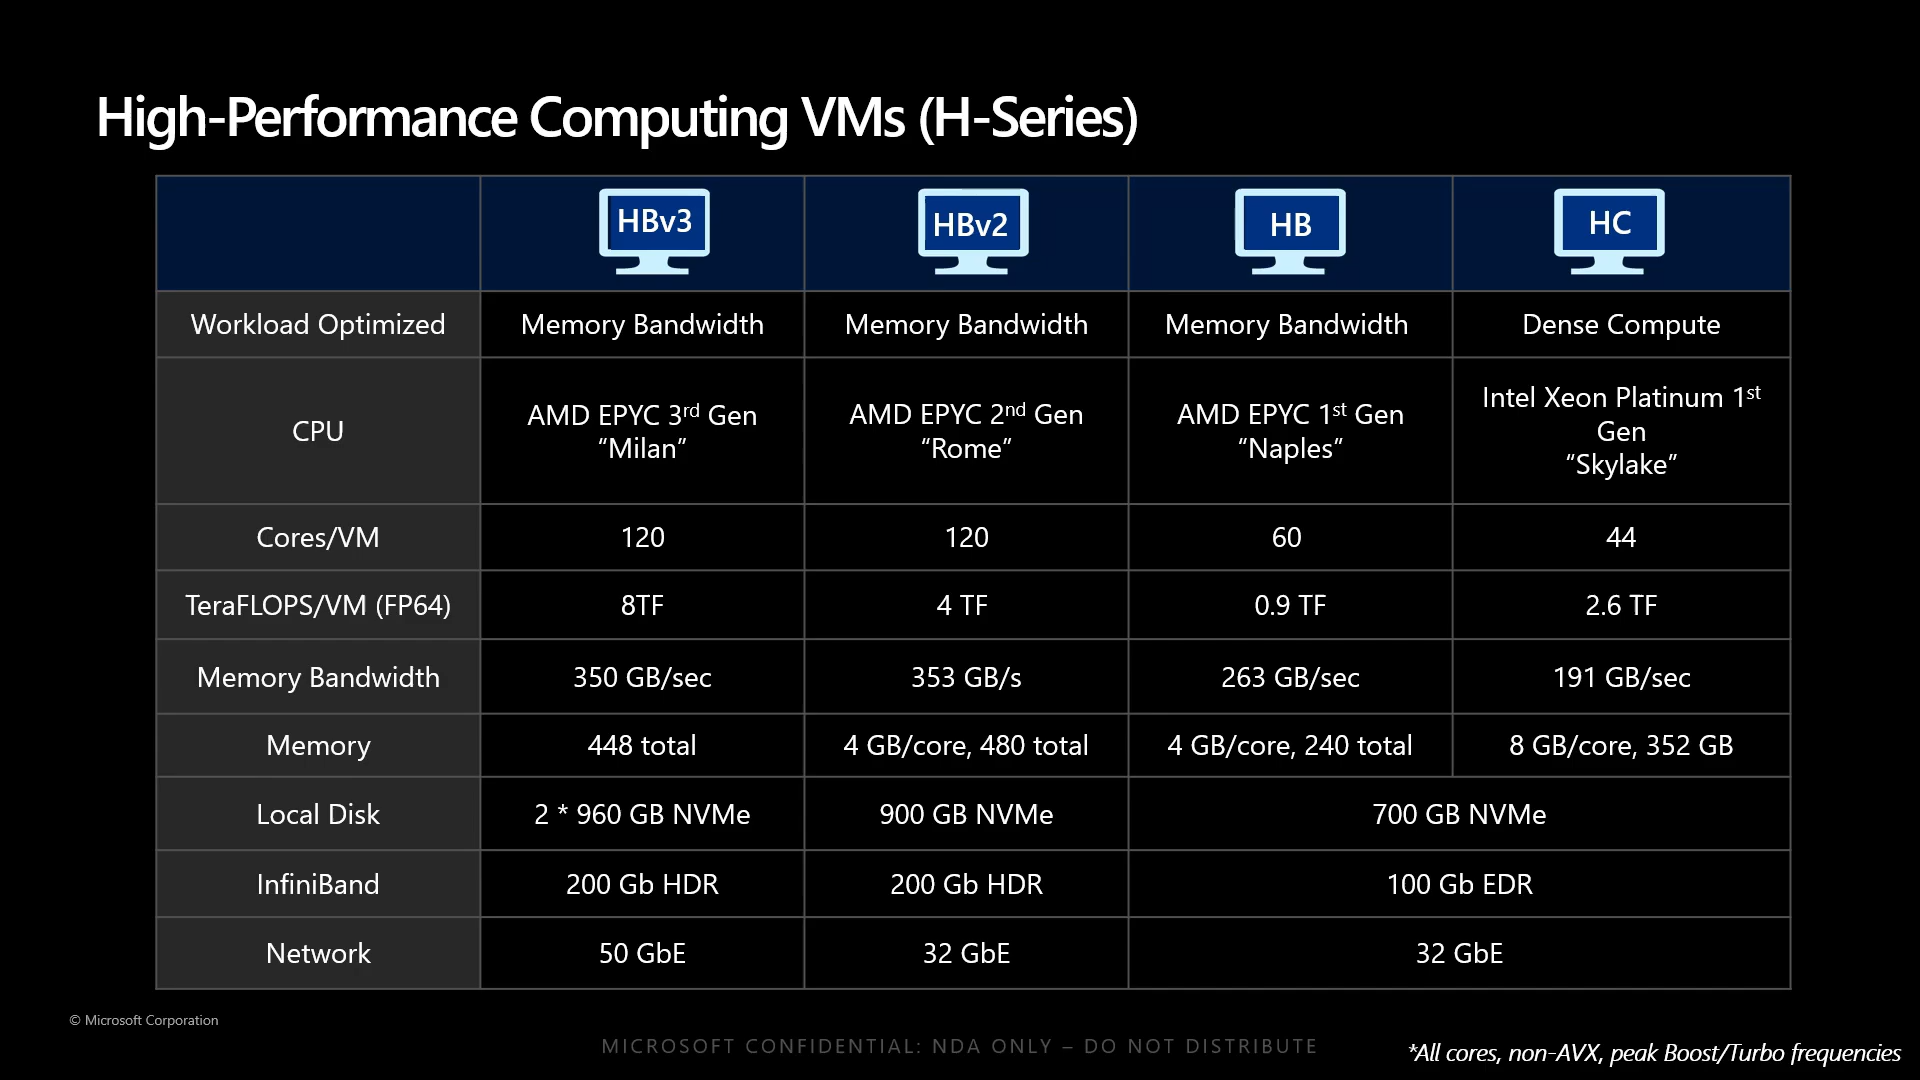 High-Performance Computing VMs (H-Series)
HBv3 HBv2 HB HC
Workload Optimized Memory Bandwidth Memory Bandwidth Memory Bandwidth Dense Compute
CPU
AMD EPYC 3rd Gen
“Milan”
AMD EPYC 2nd Gen
“Rome”
AMD EPYC 1st Gen
“Naples”
Intel Xeon Platinum 1st
Gen
“Skylake”
Cores/VM 120 120 60 44
TeraFLOPS/VM (FP64) 8TF 4 TF 0.9 TF 2.6 TF
Memory Bandwidth 350 GB/sec 353 GB/s 263 GB/sec 191 GB/sec
Memory 448 total 4 GB/core, 480 total 4 GB/core, 240 total 8 GB/core, 352 GB
Local Disk 2 * 960 GB NVMe 900 GB NVMe 700 GB NVMe
InfiniBand 200 Gb HDR 200 Gb HDR 100 Gb EDR
Network 50 GbE 32 GbE 32 GbE
© Microsoft Corporation
MICROSOFT CONFIDENTIAL: NDA ONLY – DO NOT DISTRIBUTE
*All cores, non-AVX, peak Boost/Turbo frequencies